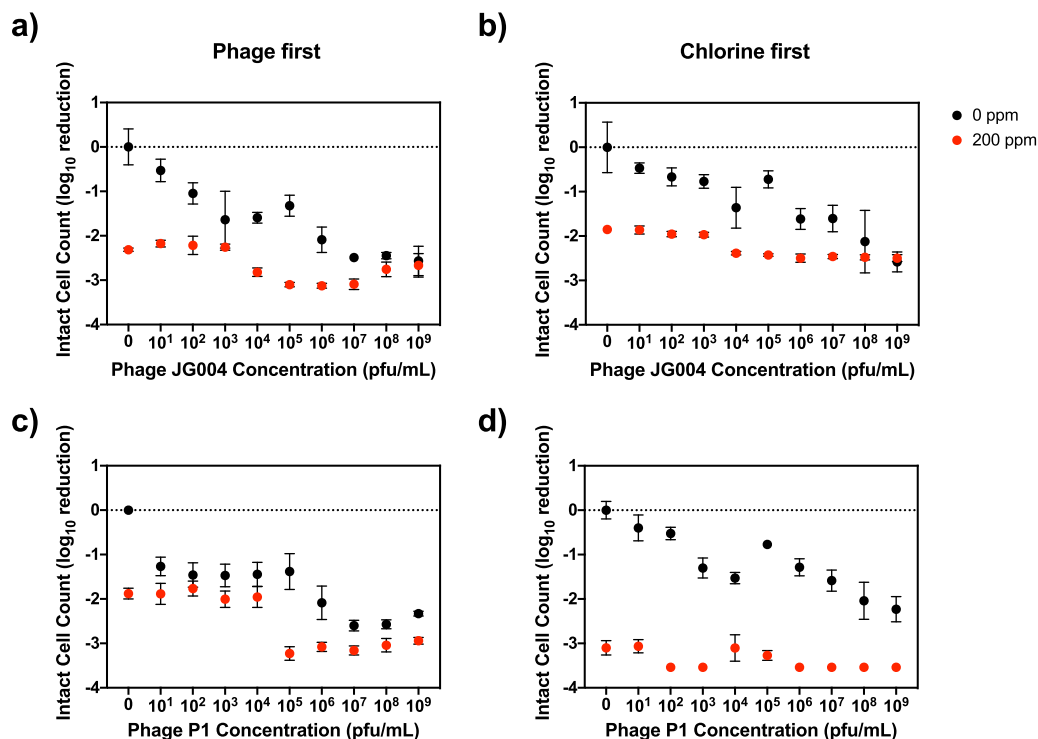 a)
Phage first
b)
Chlorine first
Intact Cell Count (log10 reduction)
1
0
-1
-2
-3
-4
0 10¹ 10² 10³ 10⁴ 10⁵ 10⁶ 10⁷ 10⁸ 10⁹
Phage JG004 Concentration (pfu/mL)
Intact Cell Count (log10 reduction)
1
0
-1
-2
-3
-4
0 10¹ 10² 10³ 10⁴ 10⁵ 10⁶ 10⁷ 10⁸ 10⁹
Phage JG004 Concentration (pfu/mL)
0 ppm
200 ppm
c)
Intact Cell Count (log10 reduction)
1
0
-1
-2
-3
-4
0 10¹ 10² 10³ 10⁴ 10⁵ 10⁶ 10⁷ 10⁸ 10⁹
Phage P1 Concentration (pfu/mL)
d)
Intact Cell Count (log10 reduction)
1
0
-1
-2
-3
-4
0 10¹ 10² 10³ 10⁴ 10⁵ 10⁶ 10⁷ 10⁸ 10⁹
Phage P1 Concentration (pfu/mL)